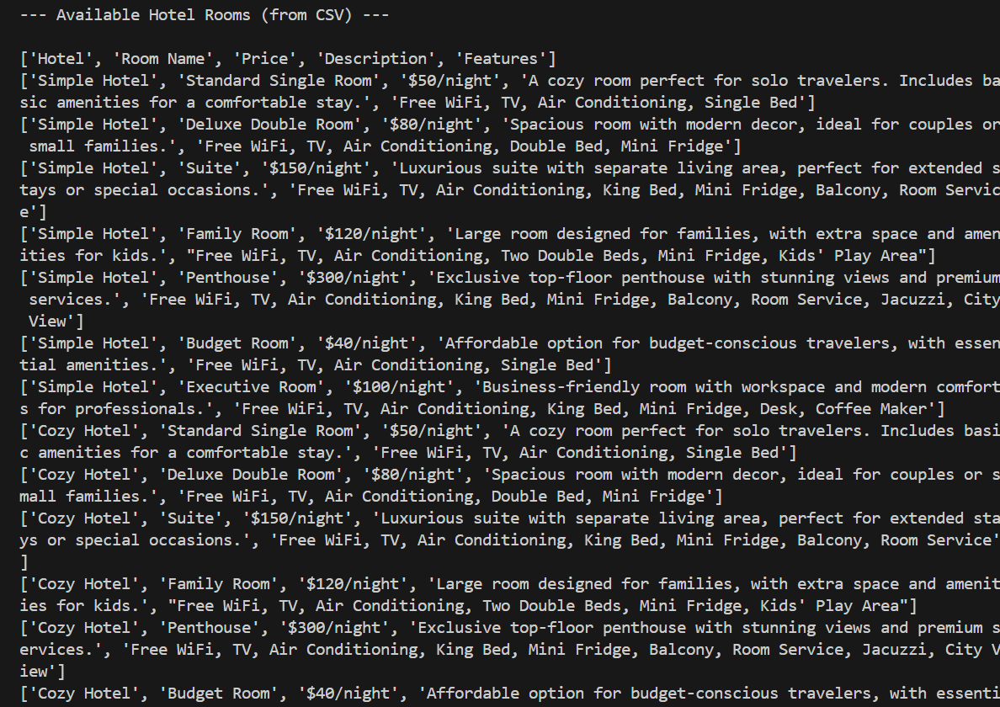 --- Available Hotel Rooms (from CSV) ---
['Hotel', 'Room Name', 'Price', 'Description', 'Features']
['Simple Hotel', 'Standard Single Room', '$50/night', 'A cozy room perfect for solo travelers. Includes ba
sic amenities for a comfortable stay.', 'Free WiFi, TV, Air Conditioning, Single Bed']
['Simple Hotel', 'Deluxe Double Room', '$80/night', 'Spacious room with modern decor, ideal for couples or
 small families.', 'Free WiFi, TV, Air Conditioning, Double Bed, Mini Fridge']
['Simple Hotel', 'Suite', '$150/night', 'Luxurious suite with separate living area, perfect for extended s
tays or special occasions.', 'Free WiFi, TV, Air Conditioning, King Bed, Mini Fridge, Balcony, Room Servic
e']
['Simple Hotel', 'Family Room', '$120/night', 'Large room designed for families, with extra space and amen
ities for kids.', "Free WiFi, TV, Air Conditioning, Two Double Beds, Mini Fridge, Kids' Play Area"]
['Simple Hotel', 'Penthouse', '$300/night', 'Exclusive top-floor penthouse with stunning views and premium
 services.', 'Free WiFi, TV, Air Conditioning, King Bed, Mini Fridge, Balcony, Room Service, Jacuzzi, City
 View']
['Simple Hotel', 'Budget Room', '$40/night', 'Affordable option for budget-conscious travelers, with essen
tial amenities.', 'Free WiFi, TV, Air Conditioning, Single Bed']
['Simple Hotel', 'Executive Room', '$100/night', 'Business-friendly room with workspace and modern comfort
s for professionals.', 'Free WiFi, TV, Air Conditioning, King Bed, Mini Fridge, Desk, Coffee Maker']
['Cozy Hotel', 'Standard Single Room', '$50/night', 'A cozy room perfect for solo travelers. Includes basi
c amenities for a comfortable stay.', 'Free WiFi, TV, Air Conditioning, Single Bed']
['Cozy Hotel', 'Deluxe Double Room', '$80/night', 'Spacious room with modern decor, ideal for couples or s
mall families.', 'Free WiFi, TV, Air Conditioning, Double Bed, Mini Fridge']
['Cozy Hotel', 'Suite', '$150/night', 'Luxurious suite with separate living area, perfect for extended sta
ys or special occasions.', 'Free WiFi, TV, Air Conditioning, King Bed, Mini Fridge, Balcony, Room Service'
]
['Cozy Hotel', 'Family Room', '$120/night', 'Large room designed for families, with extra space and amenit
ies for kids.', "Free WiFi, TV, Air Conditioning, Two Double Beds, Mini Fridge, Kids' Play Area"]
['Cozy Hotel', 'Penthouse', '$300/night', 'Exclusive top-floor penthouse with stunning views and premium s
ervices.', 'Free WiFi, TV, Air Conditioning, King Bed, Mini Fridge, Balcony, Room Service, Jacuzzi, City V
iew']
['Cozy Hotel', 'Budget Room', '$40/night', 'Affordable option for budget-conscious travelers, with essenti